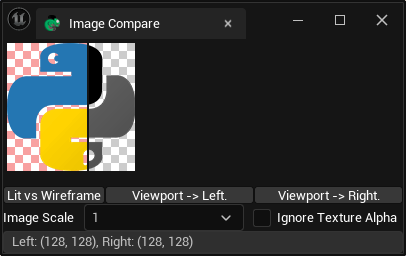 Image Compare
Lit vs Wireframe Viewport -> Left. Viewport -> Right.
Image Scale 1 Ignore Texture Alpha
Left: (128, 128), Right: (128, 128)